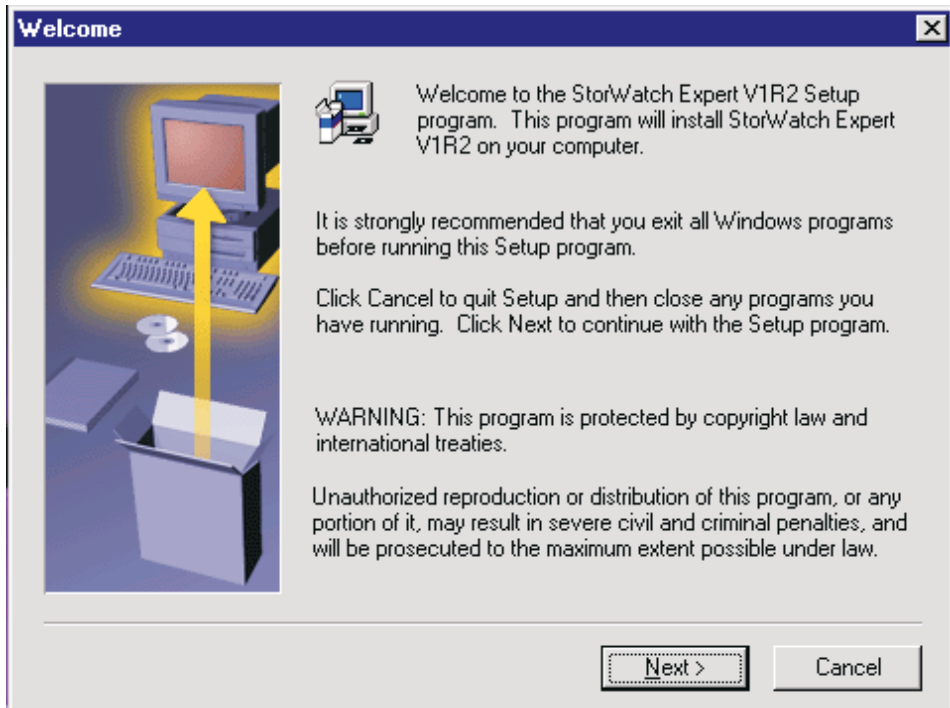 Welcome
Welcome to the StorWatch Expert V1R2 Setup
program. This program will install StorWatch Expert
V1R2 on your computer.
It is strongly recommended that you exit all Windows programs
before running this Setup program.
Click Cancel to quit Setup and then close any programs you
have running. Click Next to continue with the Setup program.
WARNING: This program is protected by copyright law and
international treaties.
Unauthorized reproduction or distribution of this program, or any
portion of it, may result in severe civil and criminal penalties, and
will be prosecuted to the maximum extent possible under law.
Next >
Cancel